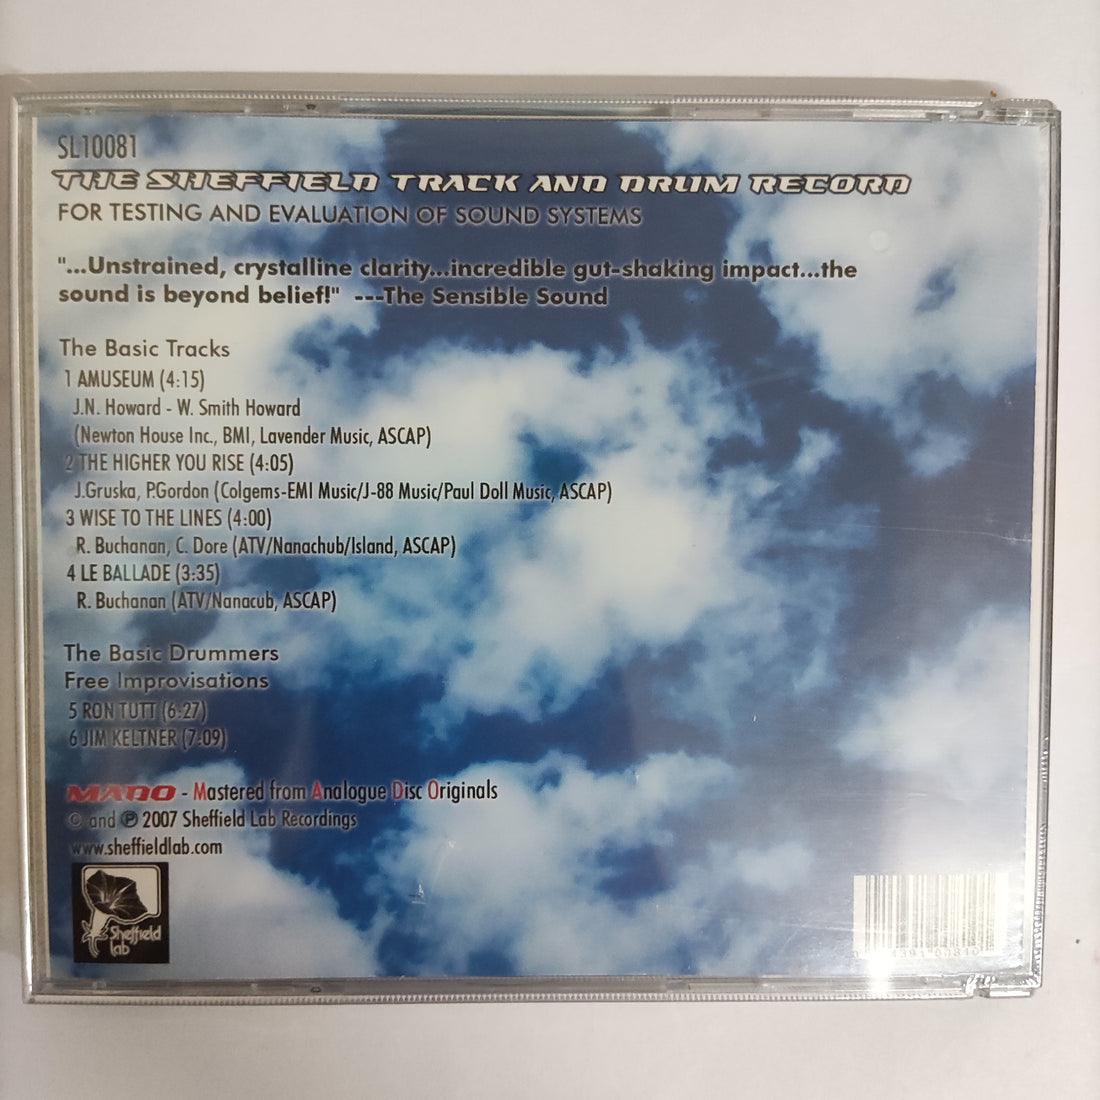 SL10081
THE SHEFFIELD TRACK AND DRUM RECORD
FOR TESTING AND EVALUATION OF SOUND SYSTEMS
"...Unstrained, crystalline clarity...incredible gut-shaking impact...the
sound is beyond belief!" ---The Sensible Sound
The Basic Tracks
1 AMUSEUM (4:15)
J.N. Howard - W. Smith Howard
(Newton House Inc., BMI, Lavender Music, ASCAP)
2 THE HIGHER YOU RISE (4:05)
J.Gruska, P.Gordon (Colgems-EMI Music/J-88 Music/Paul Doll Music, ASCAP)
3 WISE TO THE LINES (4:00)
R. Buchanan, C. Dore (ATV/Nanachub/Island, ASCAP)
4 LE BALLADE (3:35)
R. Buchanan (ATV/Nanacub, ASCAP)
The Basic Drummers
Free Improvisations
5 RON TUTT (6:27)
6 JIM KELTNER (7:09)
MADO - Mastered from Analogue Disc Originals
© and ℗ 2007 Sheffield Lab Recordings
www.sheffieldlab.com
Sheffield
Lab